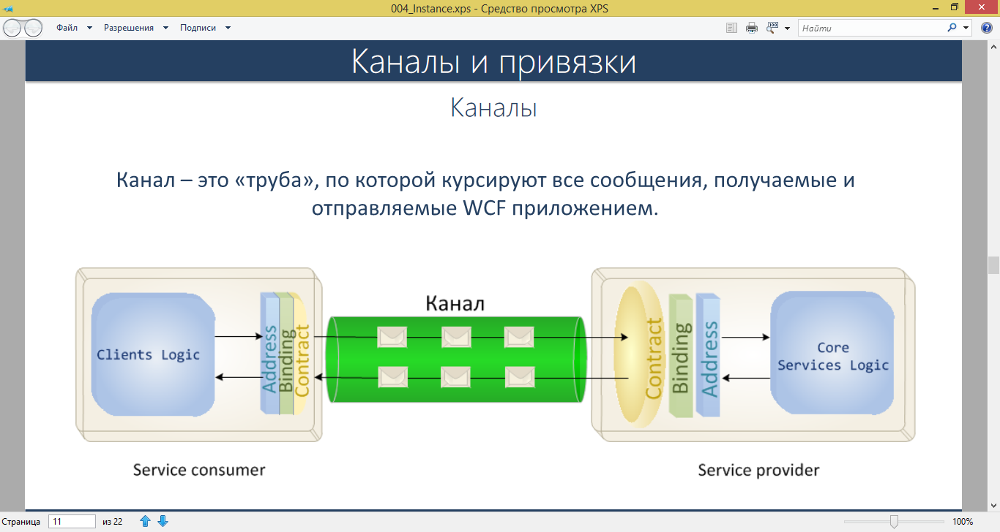 004_Instance.xps - Средство просмотра XPS
Файл Разрешения Подписи
100
Найти
Каналы и привязки
Каналы
Канал – это «труба», по которой курсируют все сообщения, получаемые и
отправляемые WCF приложением.
Канал
Clients Logic
Address
Binding
Contract
Contract
Binding
Address
Core
Services Logic
Service consumer
Service provider
Страница 11 из 22
100%